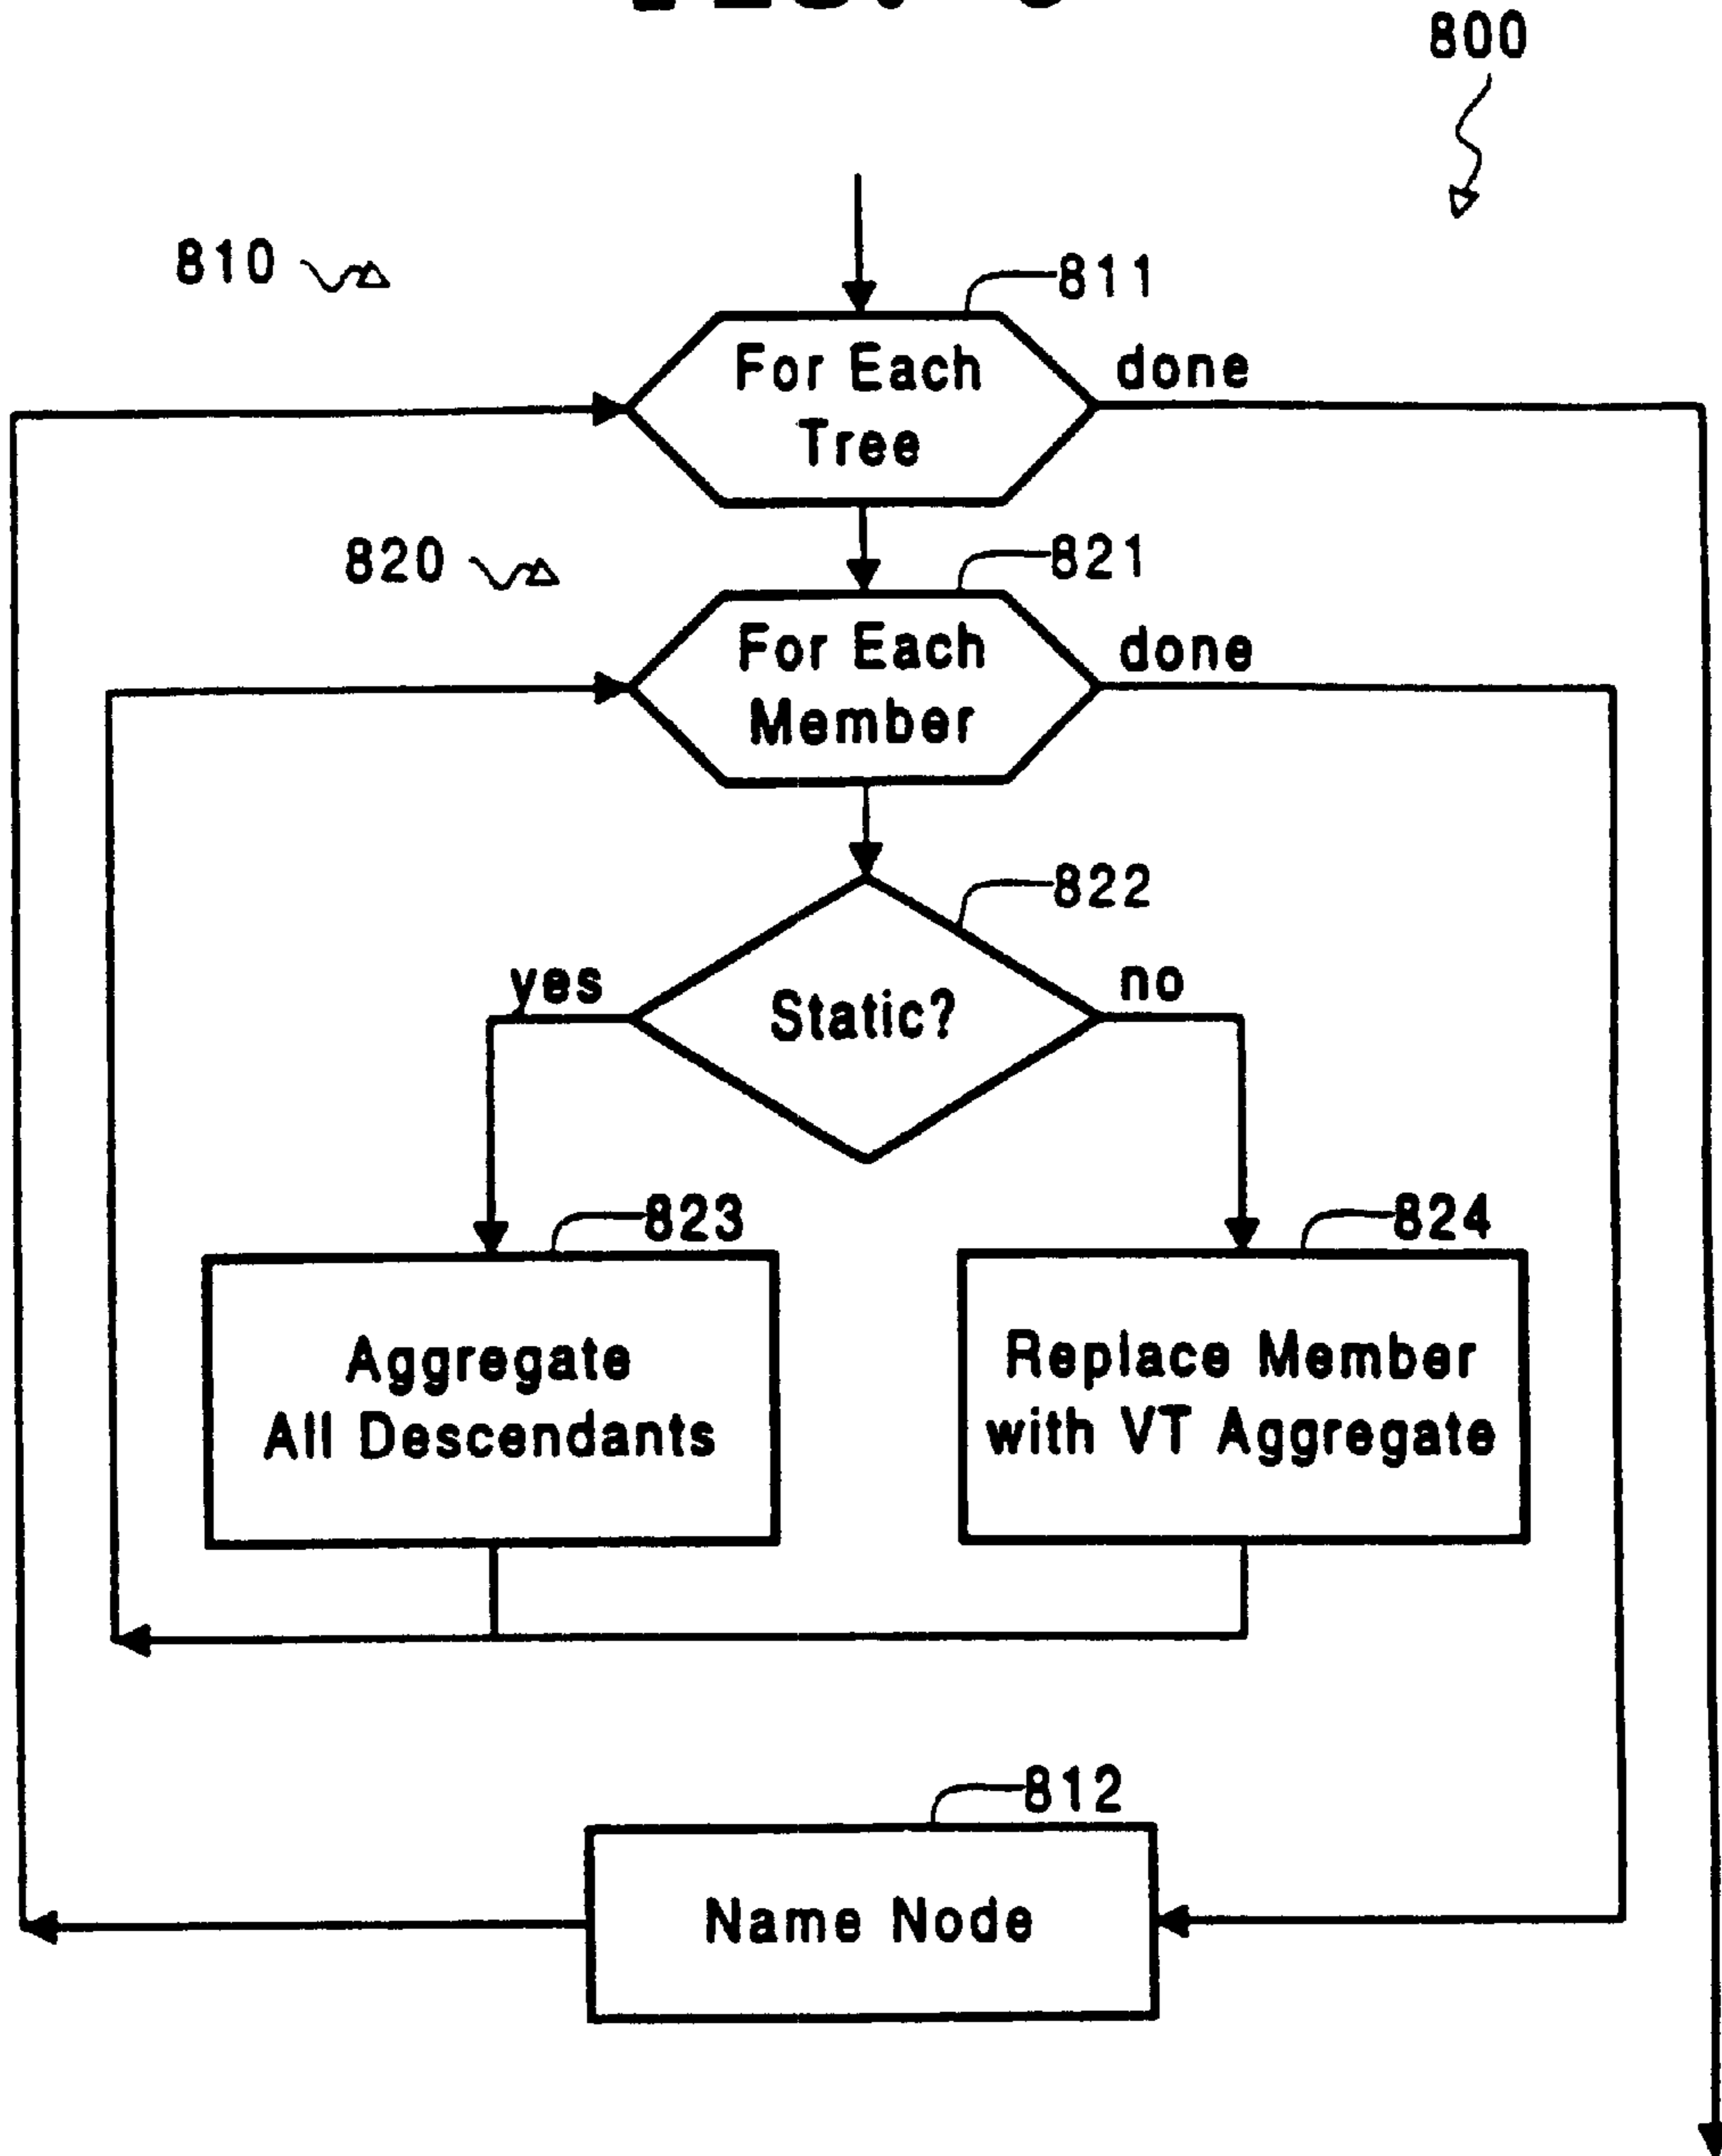 800
810
811
For Each
Tree
done
820
821
For Each
Member
done
822
Static?
yes
no
823
824
Aggregate
All Descendants
Replace Member
with VT Aggregate
812
Name Node